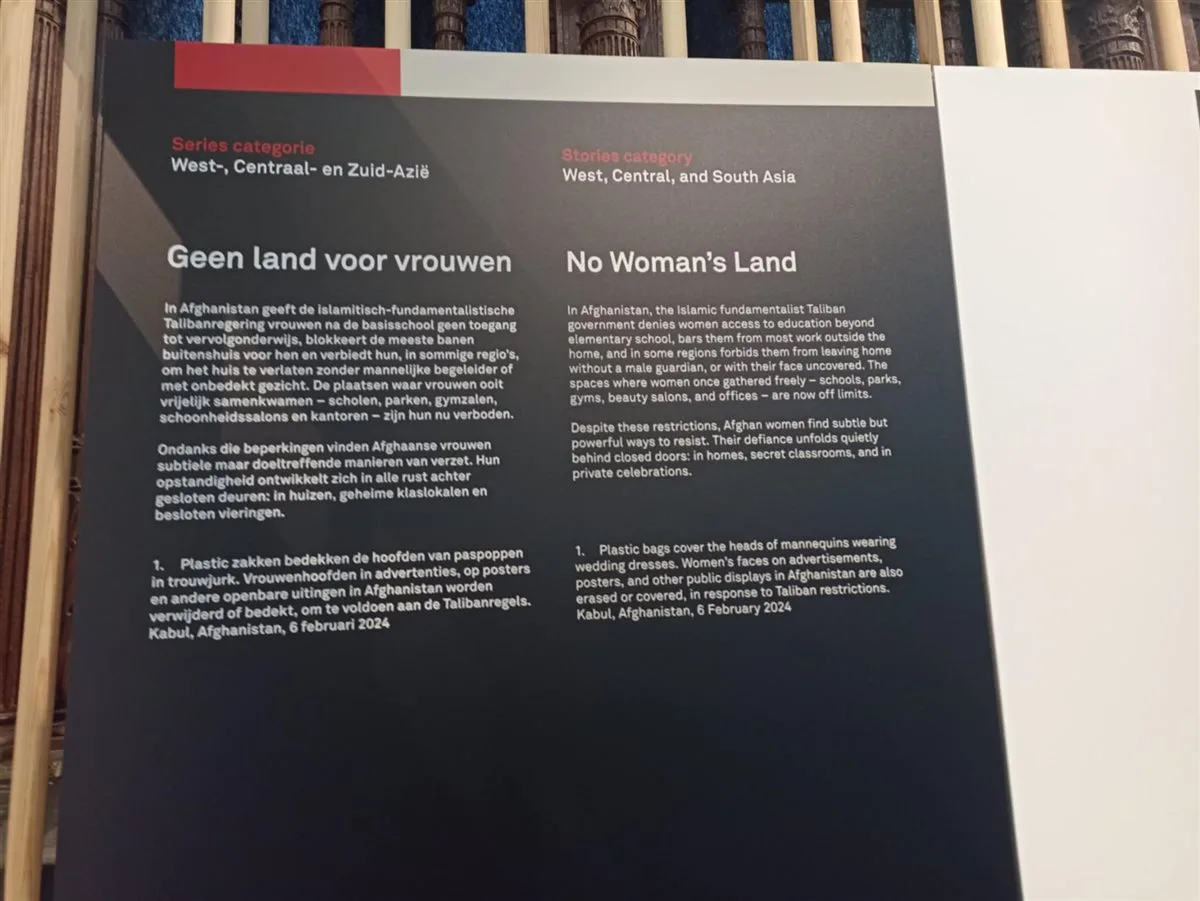 Series categorie
West-, Centraal- en Zuid-Azië
Geen land voor vrouwen
In Afghanistan geeft de islamitisch-fundamentalistische
Talibanregering vrouwen na de basisschool geen toegang
tot vervolgonderwijs, blokkeert de meeste banen
buitenshuis voor hen en verbiedt hun, in sommige regio's,
om het huis te verlaten zonder mannelijke begeleider of
met onbedekt gezicht. De plaatsen waar vrouwen ooit
vrijelijk samenkwamen – scholen, parken, gymzalen,
schoonheidssalons en kantoren – zijn hun nu verboden.
Ondanks die beperkingen vinden Afghaanse vrouwen
subtiele maar doeltreffende manieren van verzet. Hun
opstandigheid ontwikkelt zich in alle rust achter
gesloten deuren: in huizen, geheime klaslokalen en
besloten vieringen.
1. Plastic zakken bedekken de hoofden van paspoppen
in trouwjurk. Vrouwenhoofden in advertenties, op posters
en andere openbare uitingen in Afghanistan worden
verwijderd of bedekt, om te voldoen aan de Talibanregels.
Kabul, Afghanistan, 6 februari 2024
Stories category
West, Central, and South Asia
No Woman's Land
In Afghanistan, the Islamic fundamentalist Taliban
government denies women access to education beyond
elementary school, bars them from most work outside the
home, and in some regions forbids them from leaving home
without a male guardian, or with their face uncovered. The
spaces where women once gathered freely – schools, parks,
gyms, beauty salons, and offices – are now off limits.
Despite these restrictions, Afghan women find subtle but
powerful ways to resist. Their defiance unfolds quietly
behind closed doors: in homes, secret classrooms, and in
private celebrations.
1. Plastic bags cover the heads of mannequins wearing
wedding dresses. Women's faces on advertisements,
posters, and other public displays in Afghanistan are also
erased or covered, in response to Taliban restrictions.
Kabul, Afghanistan, 6 February 2024